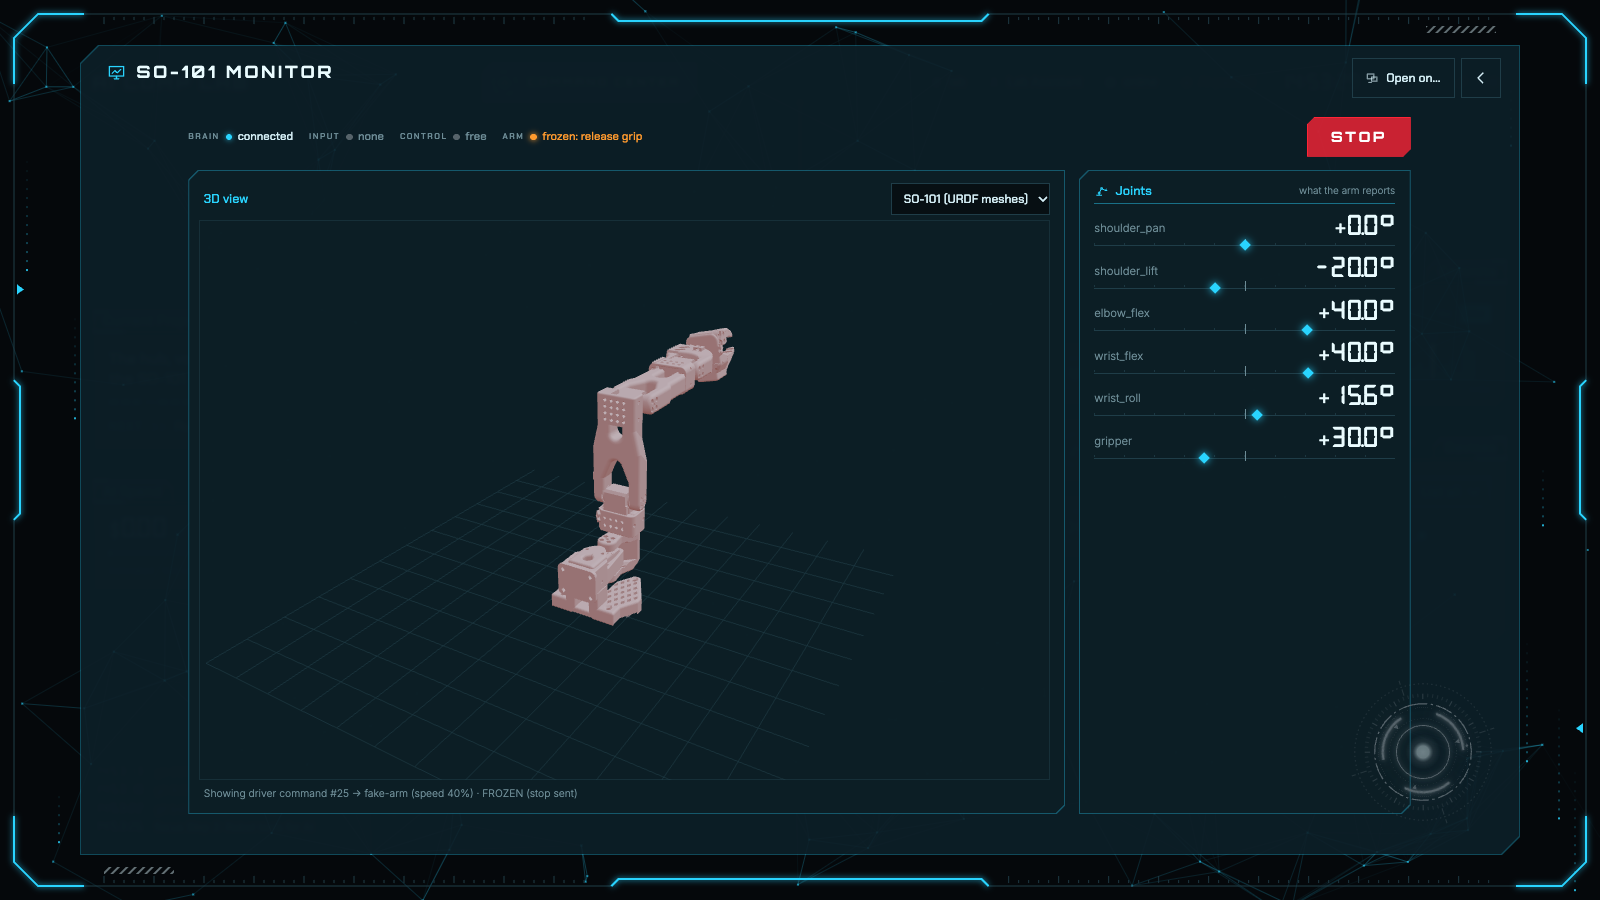 SO-101 MONITOR
Open on...
BRAIN connected INPUT none CONTROL free ARM frozen: release grip
STOP
3D view
SO-101 (URDF meshes)
Joints
what the arm reports
shoulder_pan +0.0°
shoulder_lift -20.0°
elbow_flex +40.0°
wrist_flex +40.0°
wrist_roll +15.6°
gripper +30.0°
Showing driver command #25 → fake-arm (speed 40%) · FROZEN (stop sent)